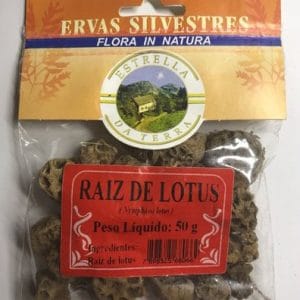 ERVAS SILVESTRES
FLORA IN NATURA
ESTRELLA
DA TERRA
RAIZ DE LOTUS
Peso Líquido: 50 g
Ingredientes:
Raiz de lotus